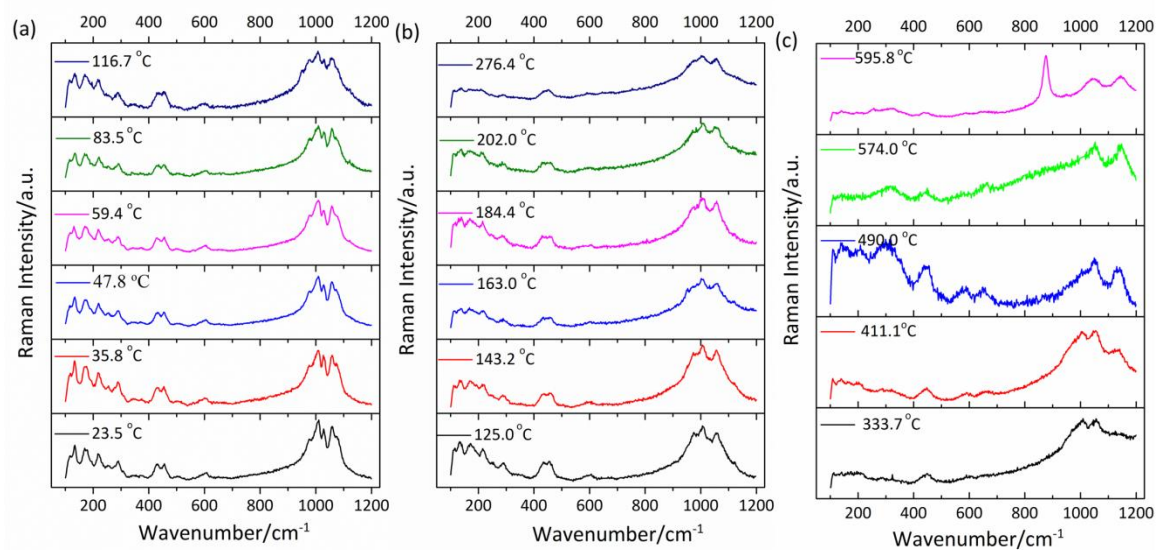 (a)
200 400 600 800 1000 1200
116.7 °C
83.5 °C
59.4 °C
47.8 °C
35.8 °C
23.5 °C
200 400 600 800 1000 1200
Wavenumber/cm-1
Raman Intensity/a.u.
(b)
200 400 600 800 1000 1200
276.4 °C
202.0 °C
184.4 °C
163.0 °C
143.2 °C
125.0 °C
200 400 600 800 1000 1200
Wavenumber/cm-1
Raman Intensity/a.u.
(c)
200 400 600 800 1000 1200
595.8 °C
574.0 °C
490.0 °C
411.1°C
333.7 °C
200 400 600 800 1000 1200
Wavenumber/cm-1
Raman Intensity/a.u.